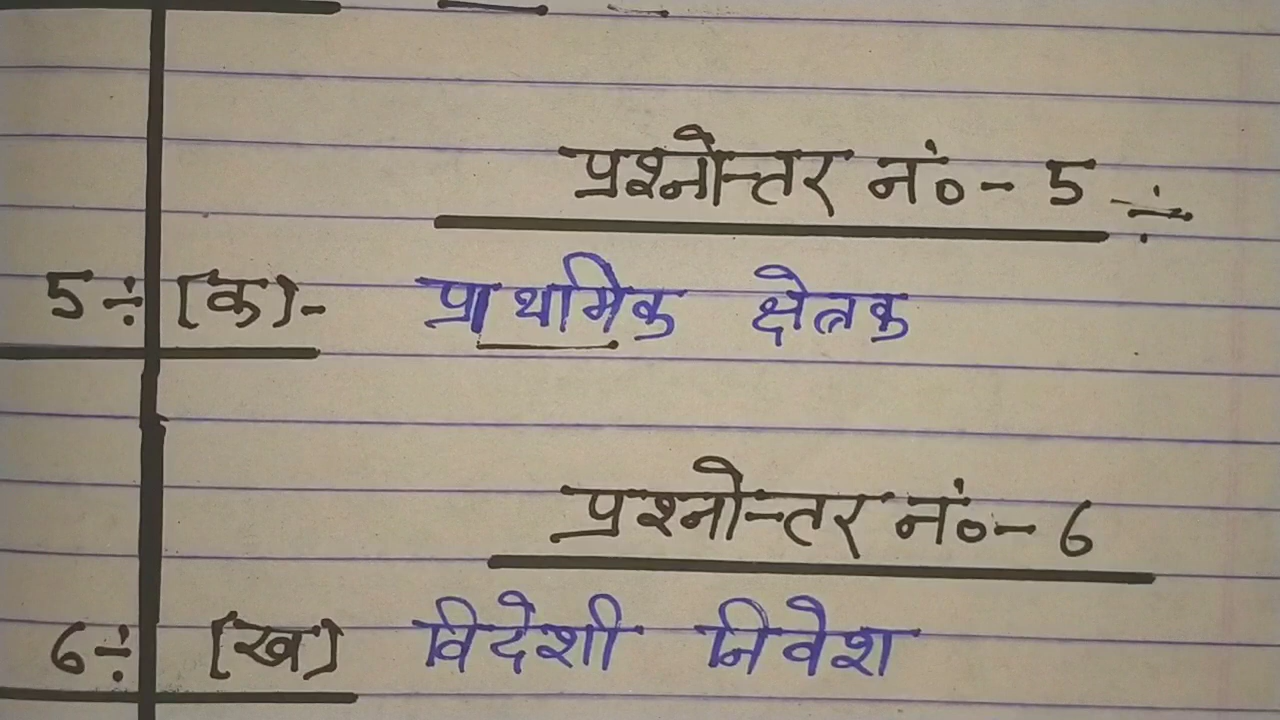 प्रश्नोत्तर नं०- 5 ÷
5÷ (क)- प्राथमिक क्षेत्रक
प्रश्नोत्तर नं०- 6
6÷ (ख) विदेशी निवेश